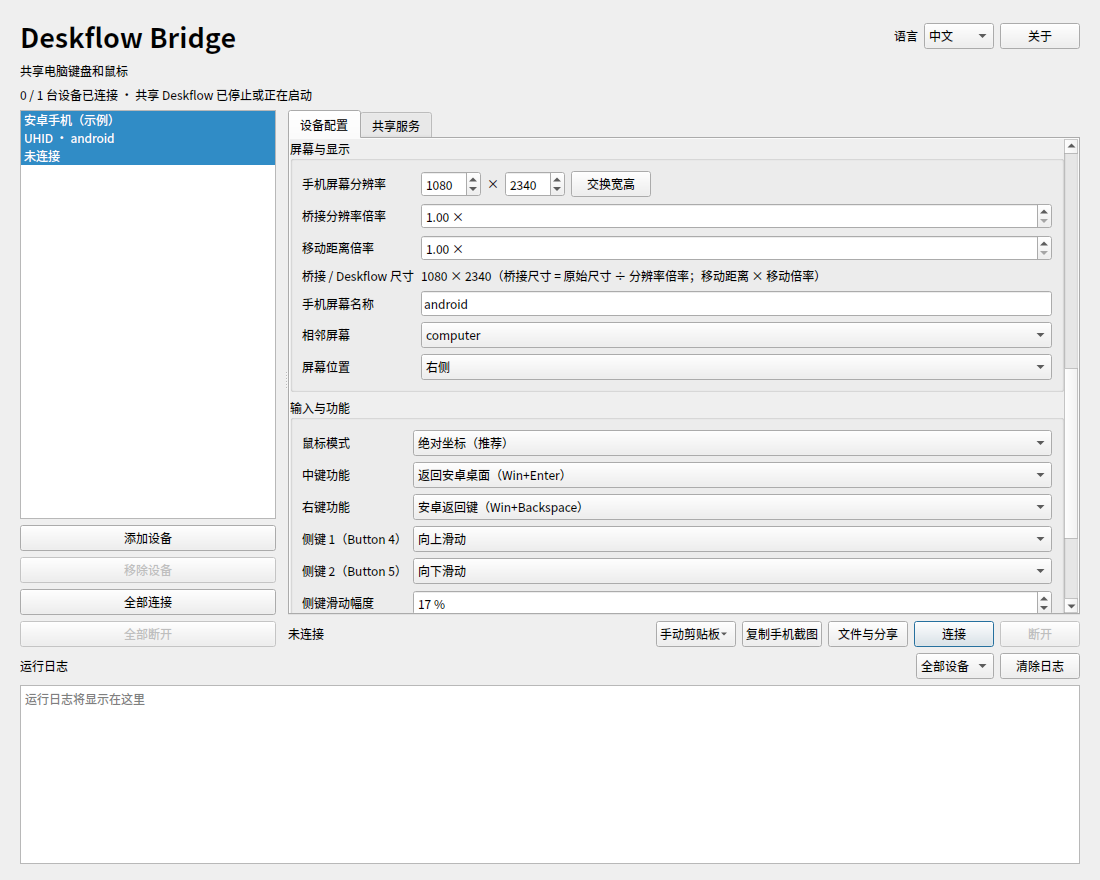 Deskflow Bridge
语言 中文 关于
共享电脑键盘和鼠标
0 / 1 台设备已连接 · 共享 Deskflow 已停止或正在启动
安卓手机（示例）
UHID · android
未连接
添加设备
移除设备
全部连接
全部断开
设备配置 共享服务
屏幕与显示
手机屏幕分辨率 1080 × 2340 交换宽高
桥接分辨率倍率 1.00 ×
移动距离倍率 1.00 ×
桥接 / Deskflow 尺寸 1080 × 2340（桥接尺寸 = 原始尺寸 ÷ 分辨率倍率；移动距离 × 移动倍率）
手机屏幕名称 android
相邻屏幕 computer
屏幕位置 右侧
输入与功能
鼠标模式 绝对坐标（推荐）
中键功能 返回安卓桌面（Win+Enter）
右键功能 安卓返回键（Win+Backspace）
侧键 1（Button 4） 向上滑动
侧键 2（Button 5） 向下滑动
侧键滑动幅度 17 %
未连接 手动剪贴板 复制手机截图 文件与分享 连接 断开
运行日志 全部设备 清除日志
运行日志将显示在这里